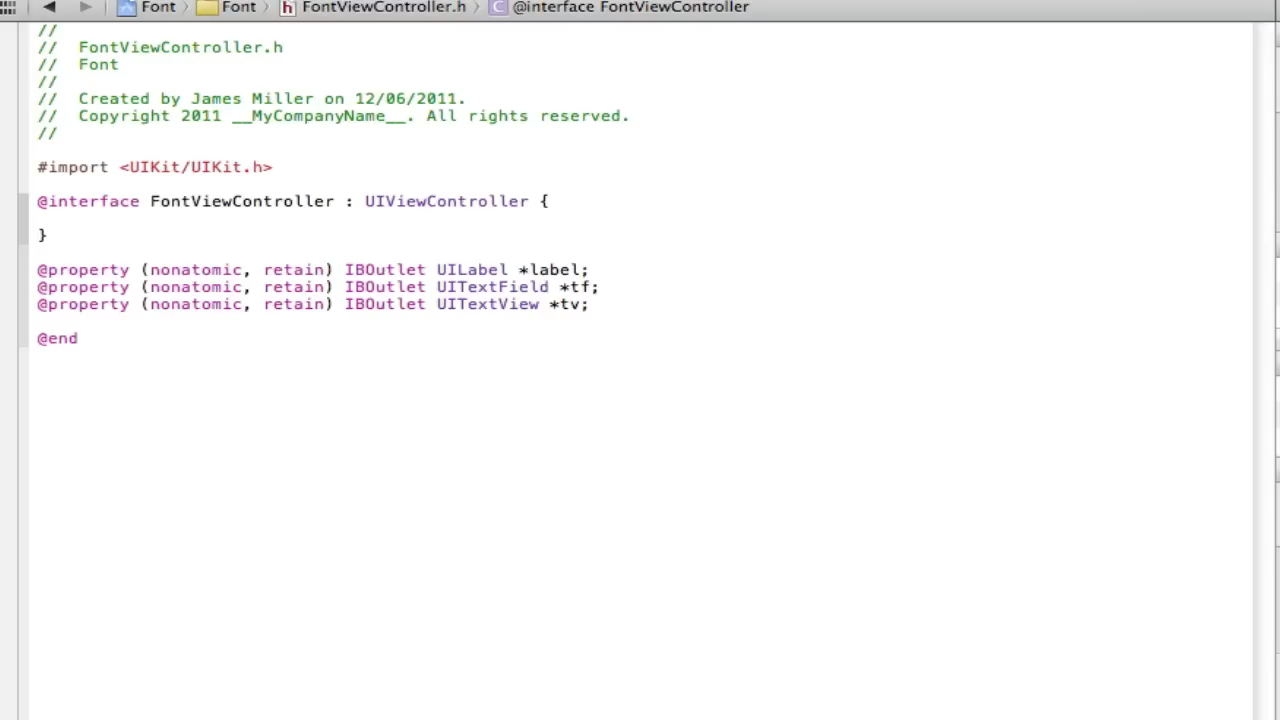 Font Font h FontViewController.h C @interface FontViewController
//
// FontViewController.h
// Font
//
// Created by James Miller on 12/06/2011.
// Copyright 2011 __MyCompanyName__. All rights reserved.
//
#import <UIKit/UIKit.h>
@interface FontViewController : UIViewController {
}
@property (nonatomic, retain) IBOutlet UILabel *label;
@property (nonatomic, retain) IBOutlet UITextField *tf;
@property (nonatomic, retain) IBOutlet UITextView *tv;
@end